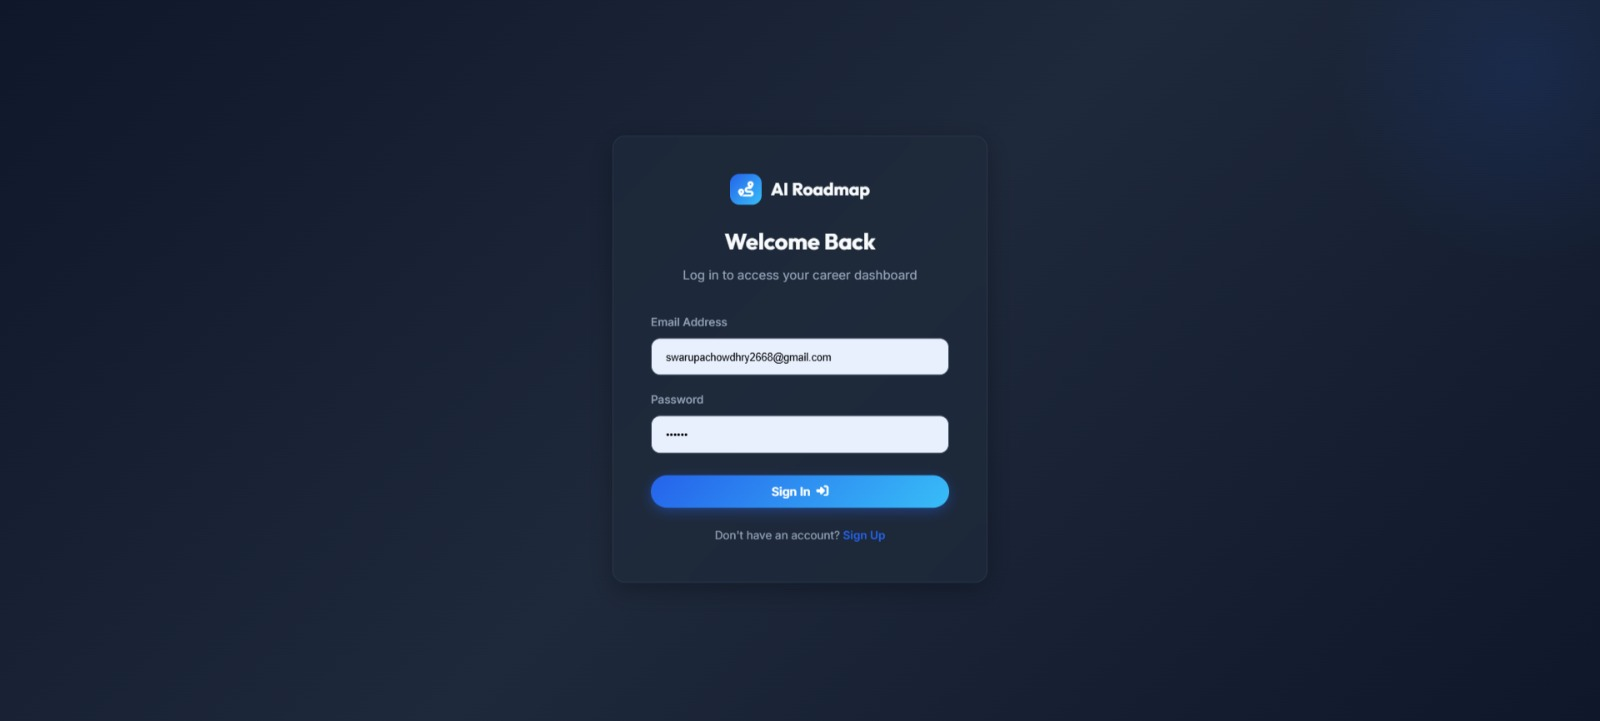 AI Roadmap
Welcome Back
Log in to access your career dashboard
Email Address
swarupachowdhry2668@gmail.com
Password
••••••
Sign In
Don't have an account? Sign Up